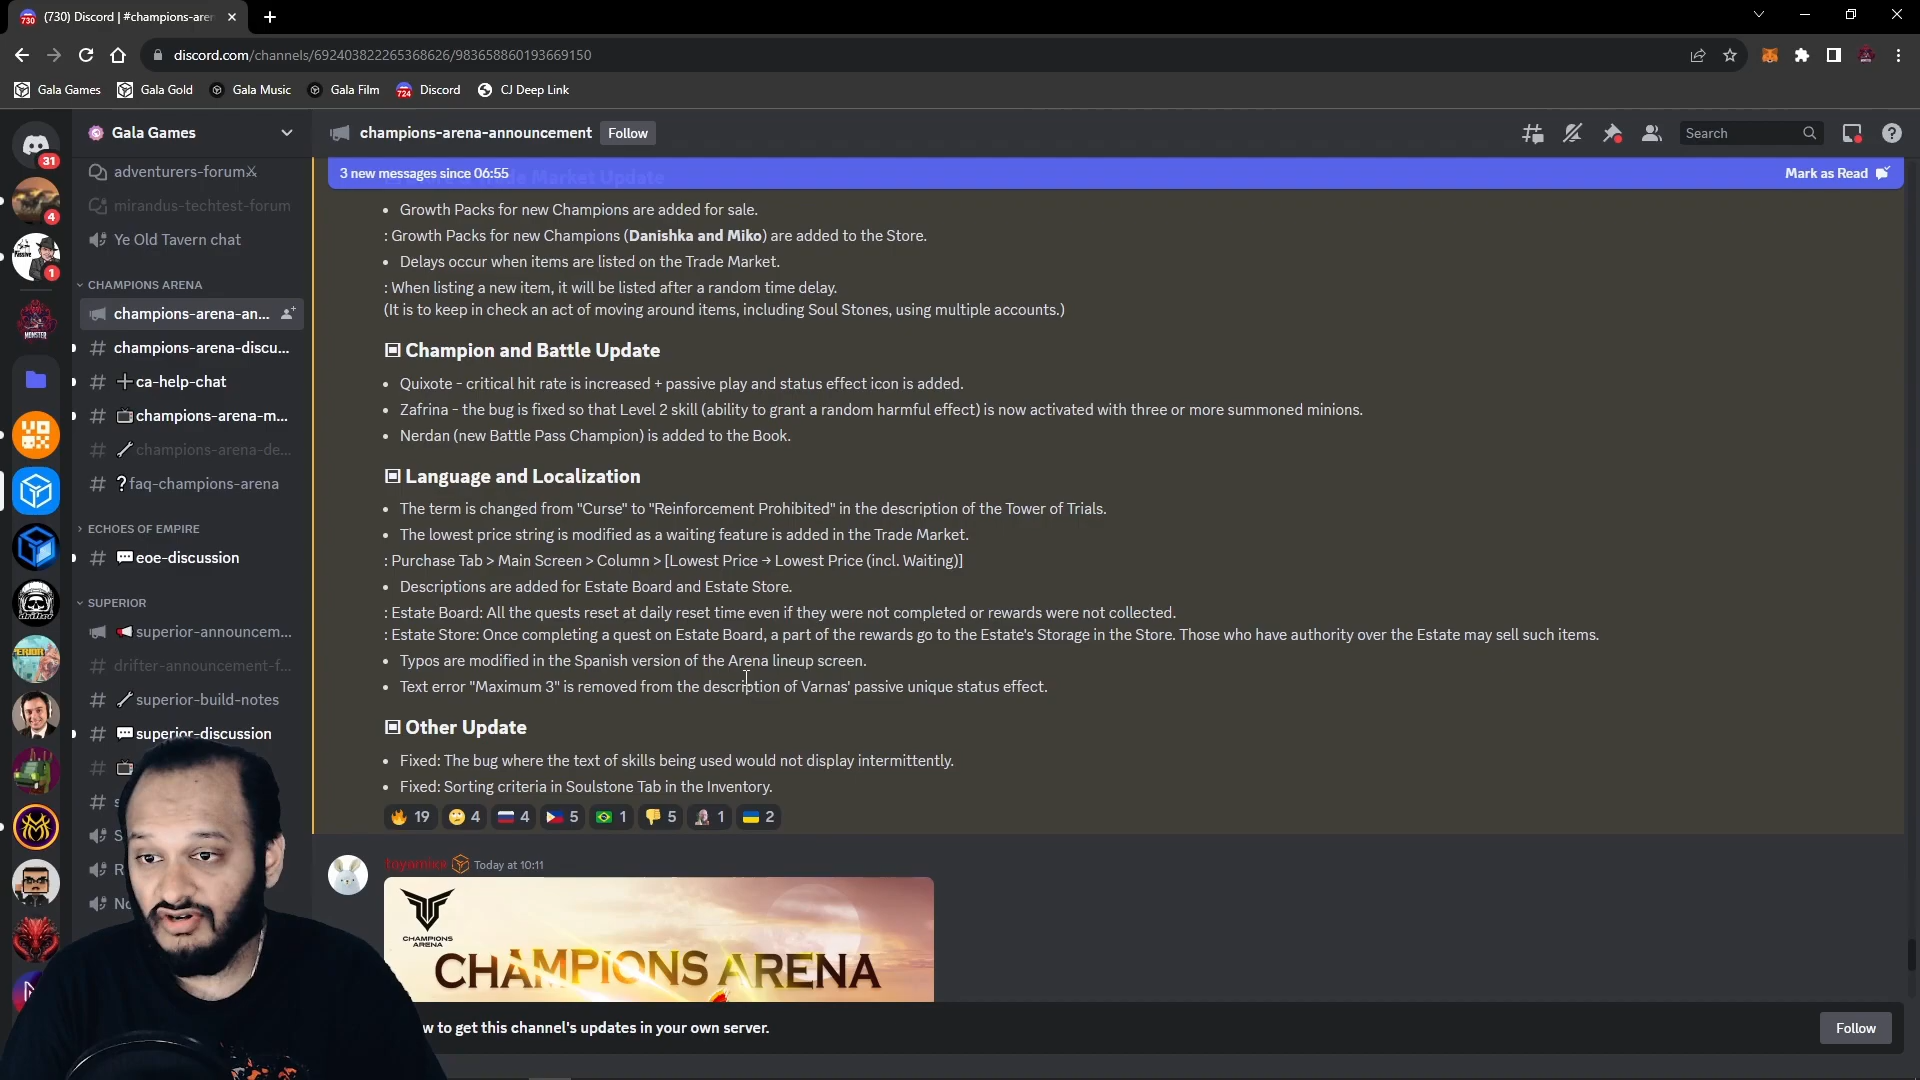 (730) Discord | #champions-aren
discord.com/channels/692403822265368626/983658860193669150
Gala Games
Gala Gold
Gala Music
Gala Film
724
Discord
CJ Deep Link
31
4
1
MONSTER
Gala Games
adventurers-forum⚔
mirandus-techtest-forum
Ye Old Tavern chat
CHAMPIONS ARENA
champions-arena-an...
champions-arena-discu...
ca-help-chat
champions-arena-m...
champions-arena-de...
faq-champions-arena
ECHOES OF EMPIRE
eoe-discussion
SUPERIOR
superior-announcem...
drifter-announcement-f...
superior-build-notes
superior-discussion
champions-arena-announcement
Follow
Search
3 new messages since 06:55
Mark as Read
Trade Market Update
• Growth Packs for new Champions are added for sale.
: Growth Packs for new Champions (Danishka and Miko) are added to the Store.
• Delays occur when items are listed on the Trade Market.
: When listing a new item, it will be listed after a random time delay.
(It is to keep in check an act of moving around items, including Soul Stones, using multiple accounts.)
Champion and Battle Update
• Quixote - critical hit rate is increased + passive play and status effect icon is added.
• Zafrina - the bug is fixed so that Level 2 skill (ability to grant a random harmful effect) is now activated with three or more summoned minions.
• Nerdan (new Battle Pass Champion) is added to the Book.
Language and Localization
• The term is changed from "Curse" to "Reinforcement Prohibited" in the description of the Tower of Trials.
• The lowest price string is modified as a waiting feature is added in the Trade Market.
: Purchase Tab > Main Screen > Column > [Lowest Price → Lowest Price (incl. Waiting)]
• Descriptions are added for Estate Board and Estate Store.
: Estate Board: All the quests reset at daily reset time even if they were not completed or rewards were not collected.
: Estate Store: Once completing a quest on Estate Board, a part of the rewards go to the Estate's Storage in the Store. Those who have authority over the Estate may sell such items.
• Typos are modified in the Spanish version of the Arena lineup screen.
• Text error "Maximum 3" is removed from the description of Varnas' passive unique status effect.
Other Update
• Fixed: The bug where the text of skills being used would not display intermittently.
• Fixed: Sorting criteria in Soulstone Tab in the Inventory.
19 4 4 5 1 5 1 2
Today at 10:11
CHAMPIONS
ARENA
CHAMPIONS ARENA
w to get this channel's updates in your own server.
Follow